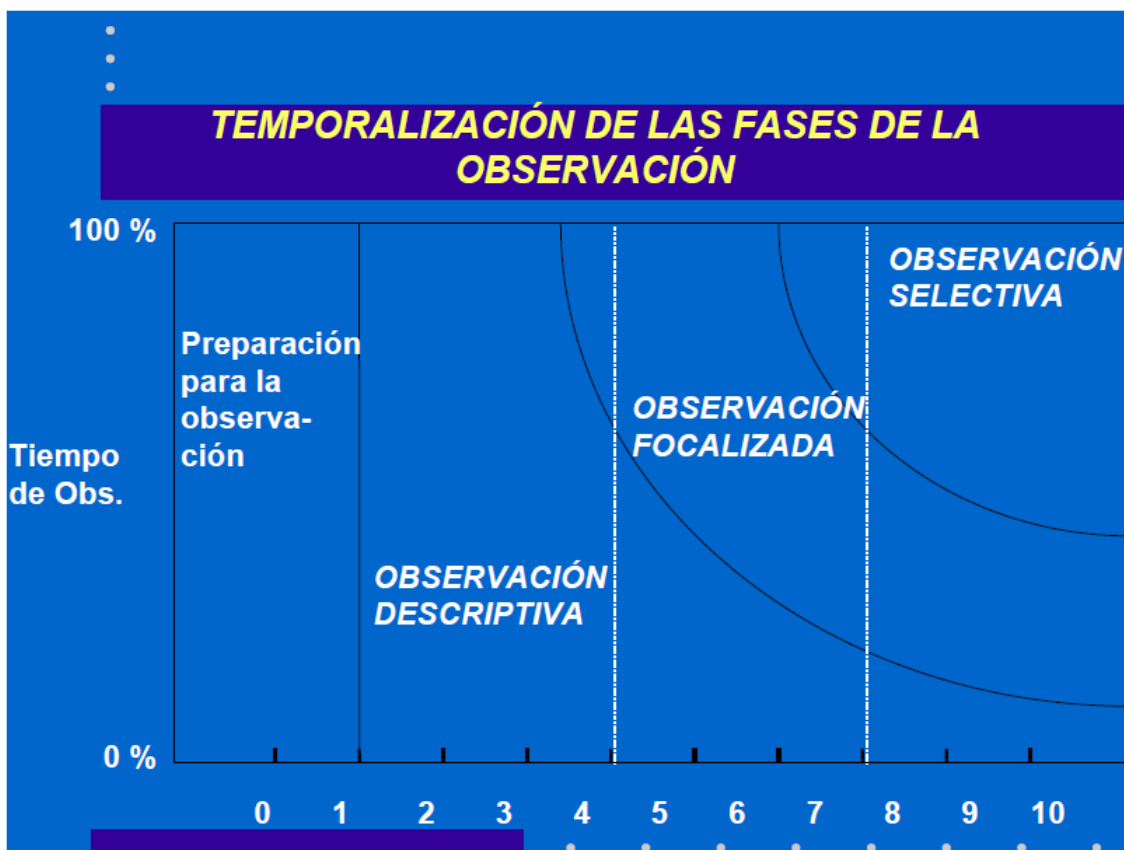 TEMPORALIZACIÓN DE LAS FASES DE LA
OBSERVACIÓN
100 %
OBSERVACIÓN
SELECTIVA
Preparación
para la
observa-
ción
OBSERVACIÓN
FOCALIZADA
Tiempo
de Obs.
OBSERVACIÓN
DESCRIPTIVA
0 %
0 1 2 3 4 5 6 7 8 9 10